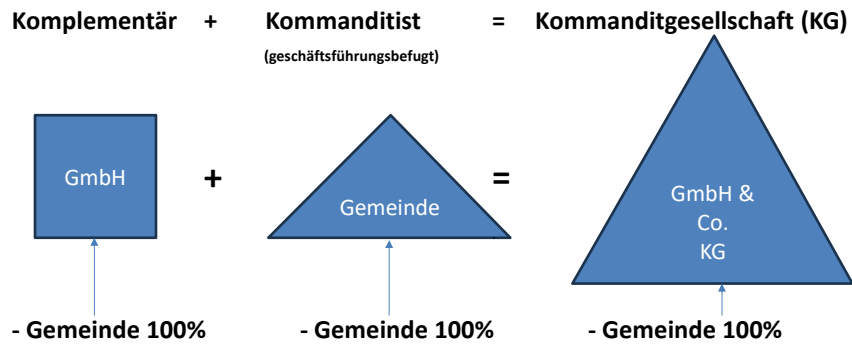 Komplementär + Kommanditist = Kommanditgesellschaft (KG)
(geschäftsführungsbefugt)
GmbH + Gemeinde = GmbH &
Co.
KG
- Gemeinde 100% - Gemeinde 100% - Gemeinde 100%